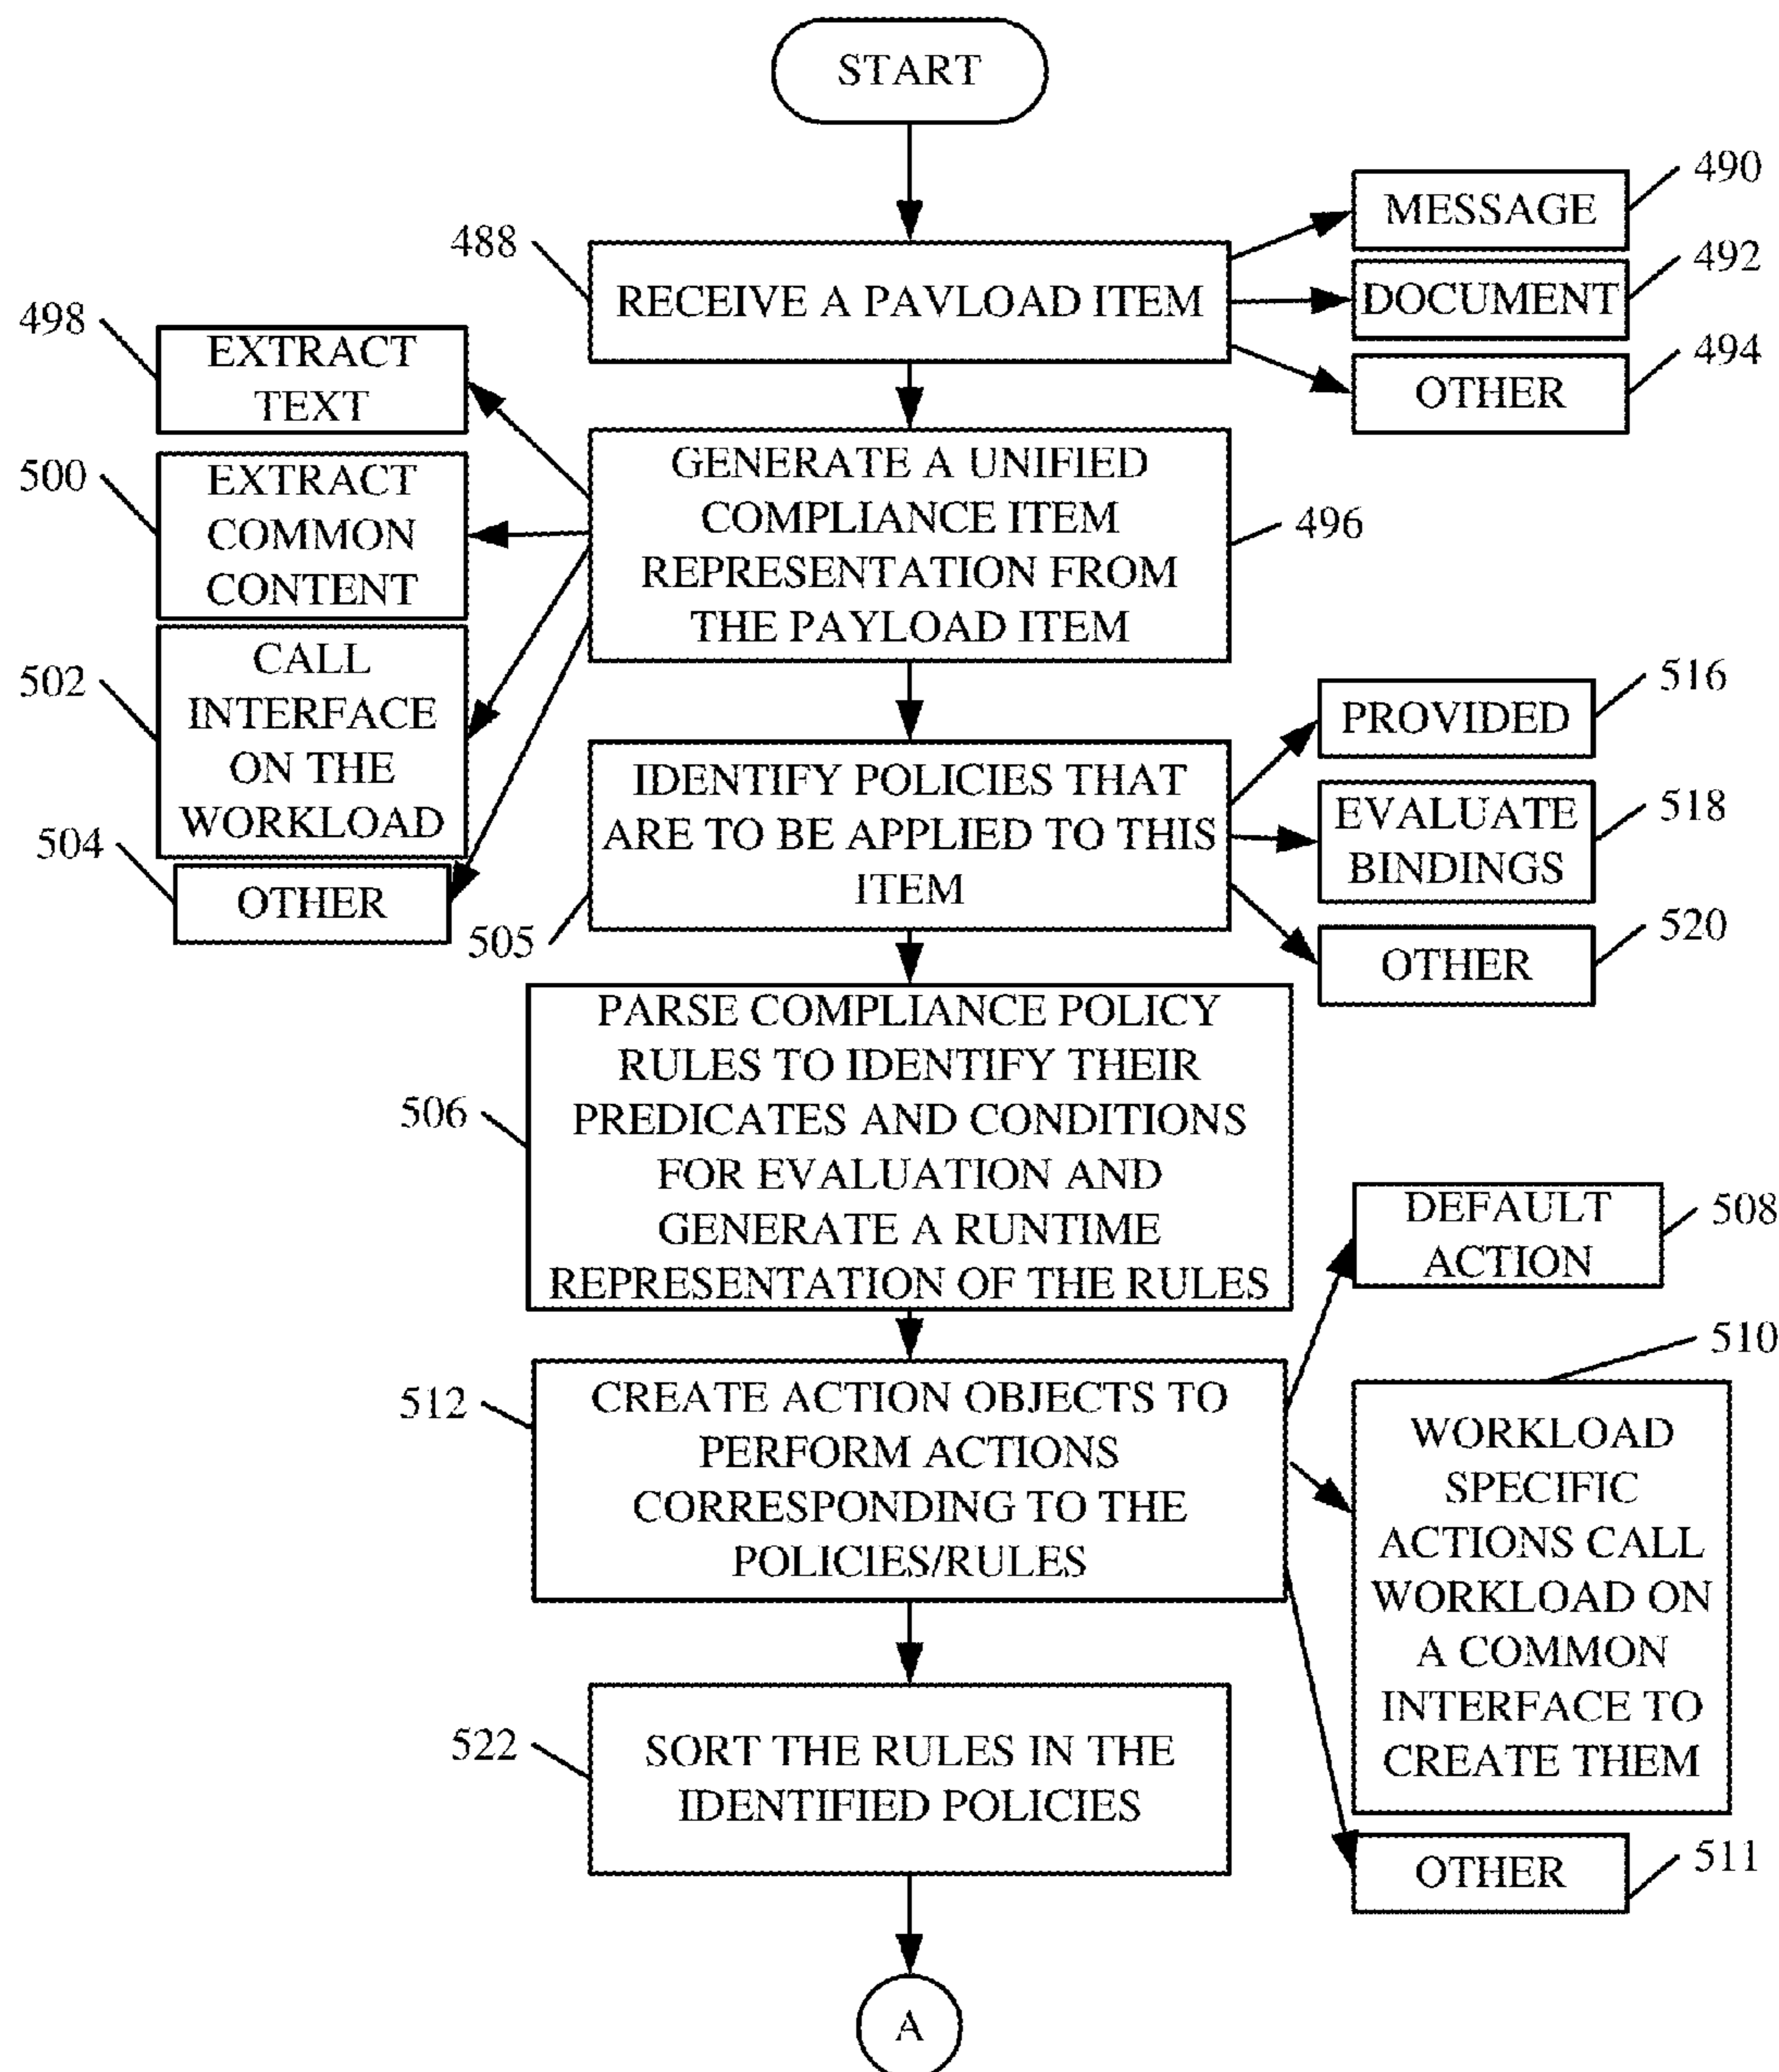 START
490
MESSAGE
488
492
RECEIVE A PAVLOAD ITEM
DOCUMENT
498
494
EXTRACT
TEXT
OTHER
500
GENERATE A UNIFIED
COMPLIANCE ITEM
REPRESENTATION FROM
THE PAYLOAD ITEM
496
EXTRACT
COMMON
CONTENT
502
CALL
INTERFACE
ON THE
WORKLOAD
516
PROVIDED
IDENTIFY POLICIES THAT
ARE TO BE APPLIED TO THIS
ITEM
518
EVALUATE
BINDINGS
504
OTHER
505
520
OTHER
506
PARSE COMPLIANCE POLICY
RULES TO IDENTIFY THEIR
PREDICATES AND CONDITIONS
FOR EVALUATION AND
GENERATE A RUNTIME
REPRESENTATION OF THE RULES
DEFAULT
ACTION
508
510
512
CREATE ACTION OBJECTS TO
PERFORM ACTIONS
CORRESPONDING TO THE
POLICIES/RULES
WORKLOAD
SPECIFIC
ACTIONS CALL
WORKLOAD ON
A COMMON
INTERFACE TO
CREATE THEM
522
SORT THE RULES IN THE
IDENTIFIED POLICIES
OTHER
511
A